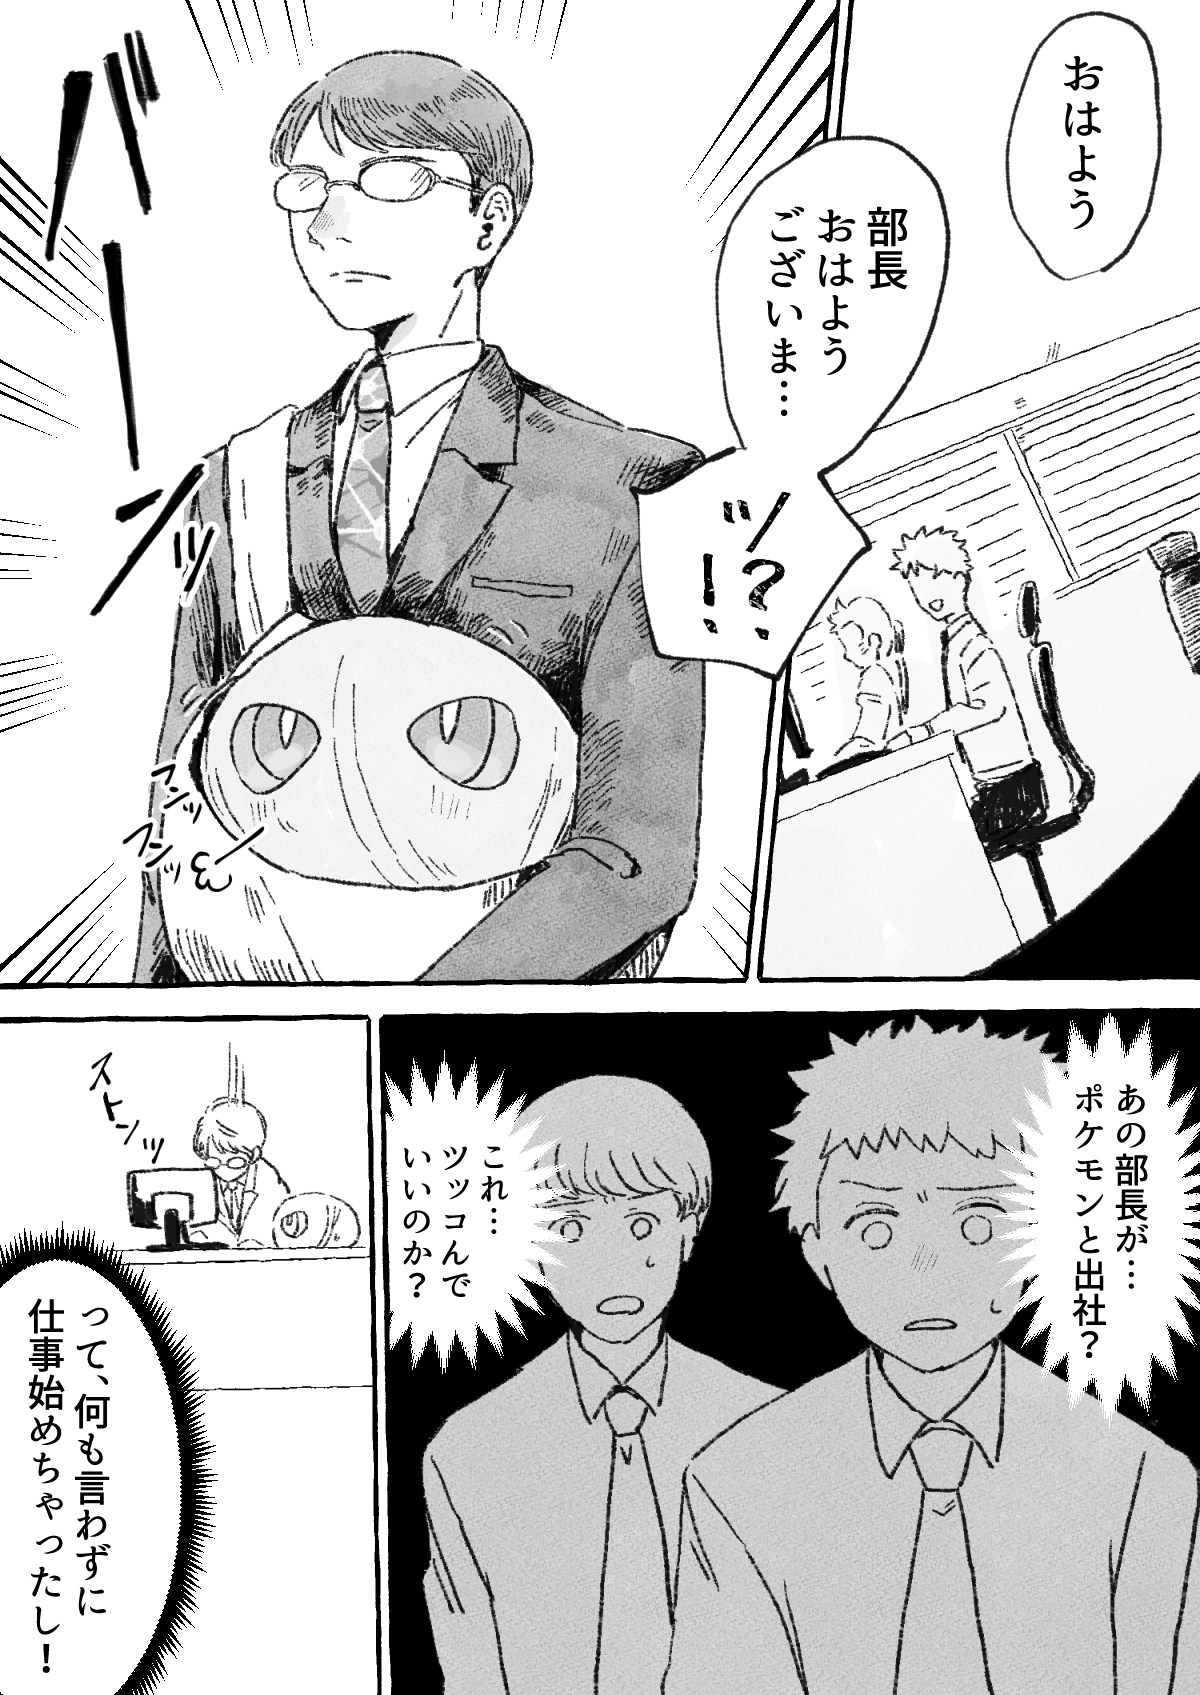 おはよう
部長
おはよう
ございま…
ッ!?
バーンッ
フンッ
フンッ
あの部長が…
ポケモンと出社？
これ…
ツッコんで
いいのか？
ストンッ
って、何も言わずに
仕事始めちゃったし！